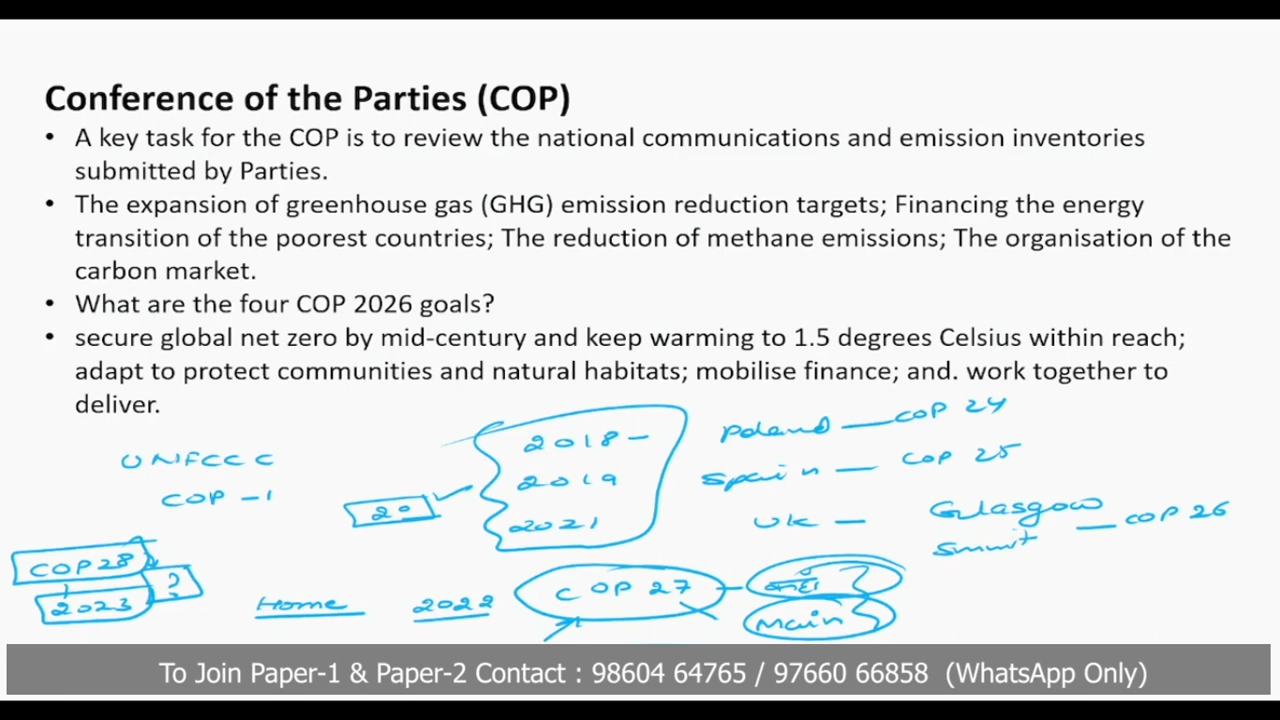 Conference of the Parties (COP)
• A key task for the COP is to review the national communications and emission inventories
submitted by Parties.
• The expansion of greenhouse gas (GHG) emission reduction targets; Financing the energy
transition of the poorest countries; The reduction of methane emissions; The organisation of the
carbon market.
• What are the four COP 2026 goals?
• secure global net zero by mid-century and keep warming to 1.5 degrees Celsius within reach;
adapt to protect communities and natural habitats; mobilise finance; and. work together to
deliver.
UNFCCC
COP -1
20
2018 -
2019
2021
Poland — COP 24
Spain — COP 25
UK — Glasgow
Summit — COP 26
COP 28
2023
?
Home 2022 COP 27 -
Main
To Join Paper-1 & Paper-2 Contact : 98604 64765 / 97660 66858 (WhatsApp Only)